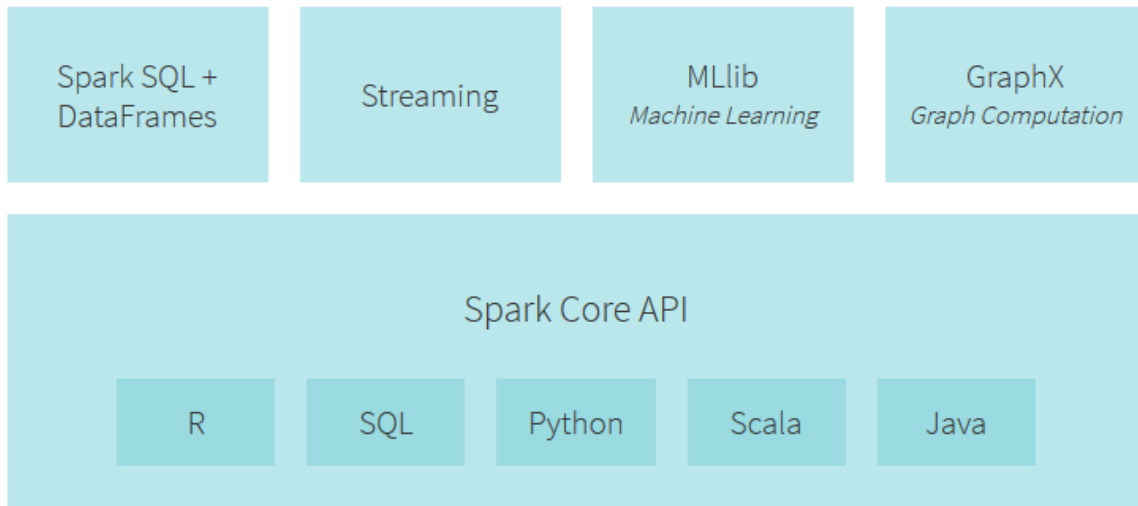 Spark SQL +
DataFrames
Streaming
MLlib
Machine Learning
GraphX
Graph Computation
Spark Core API
R
SQL
Python
Scala
Java